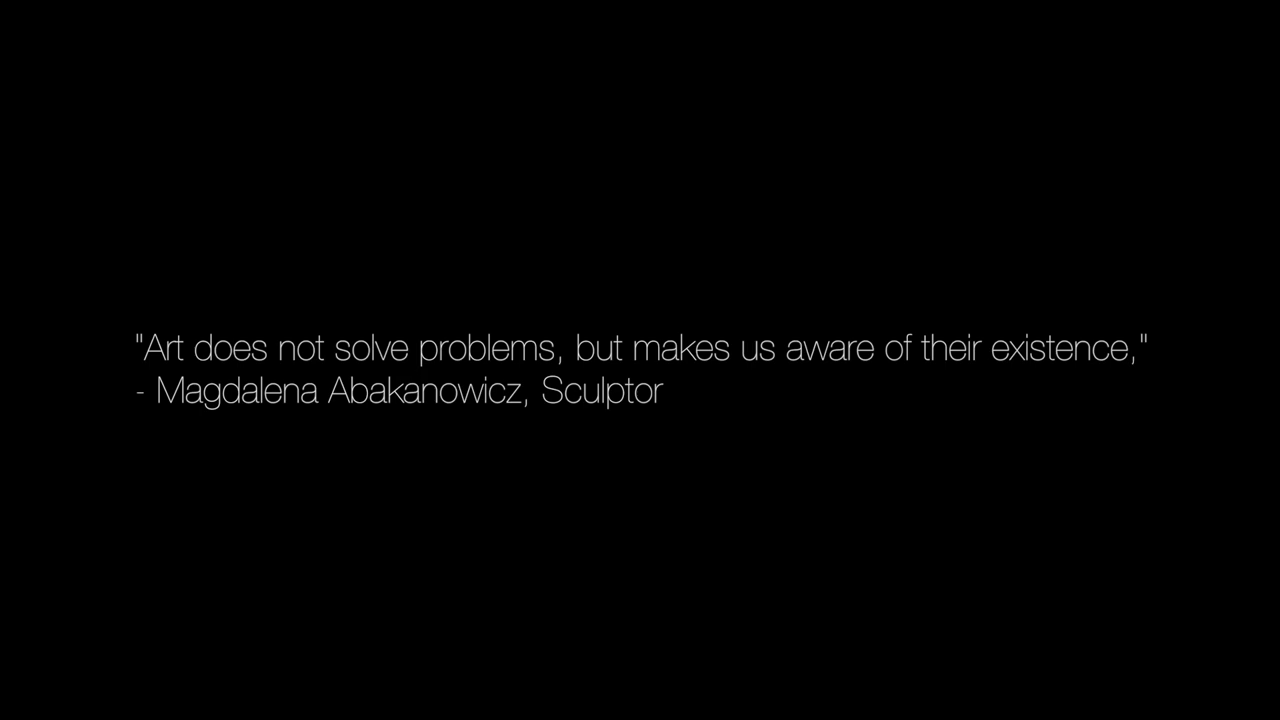 "Art does not solve problems, but makes us aware of their existence,"
- Magdalena Abakanowicz, Sculptor